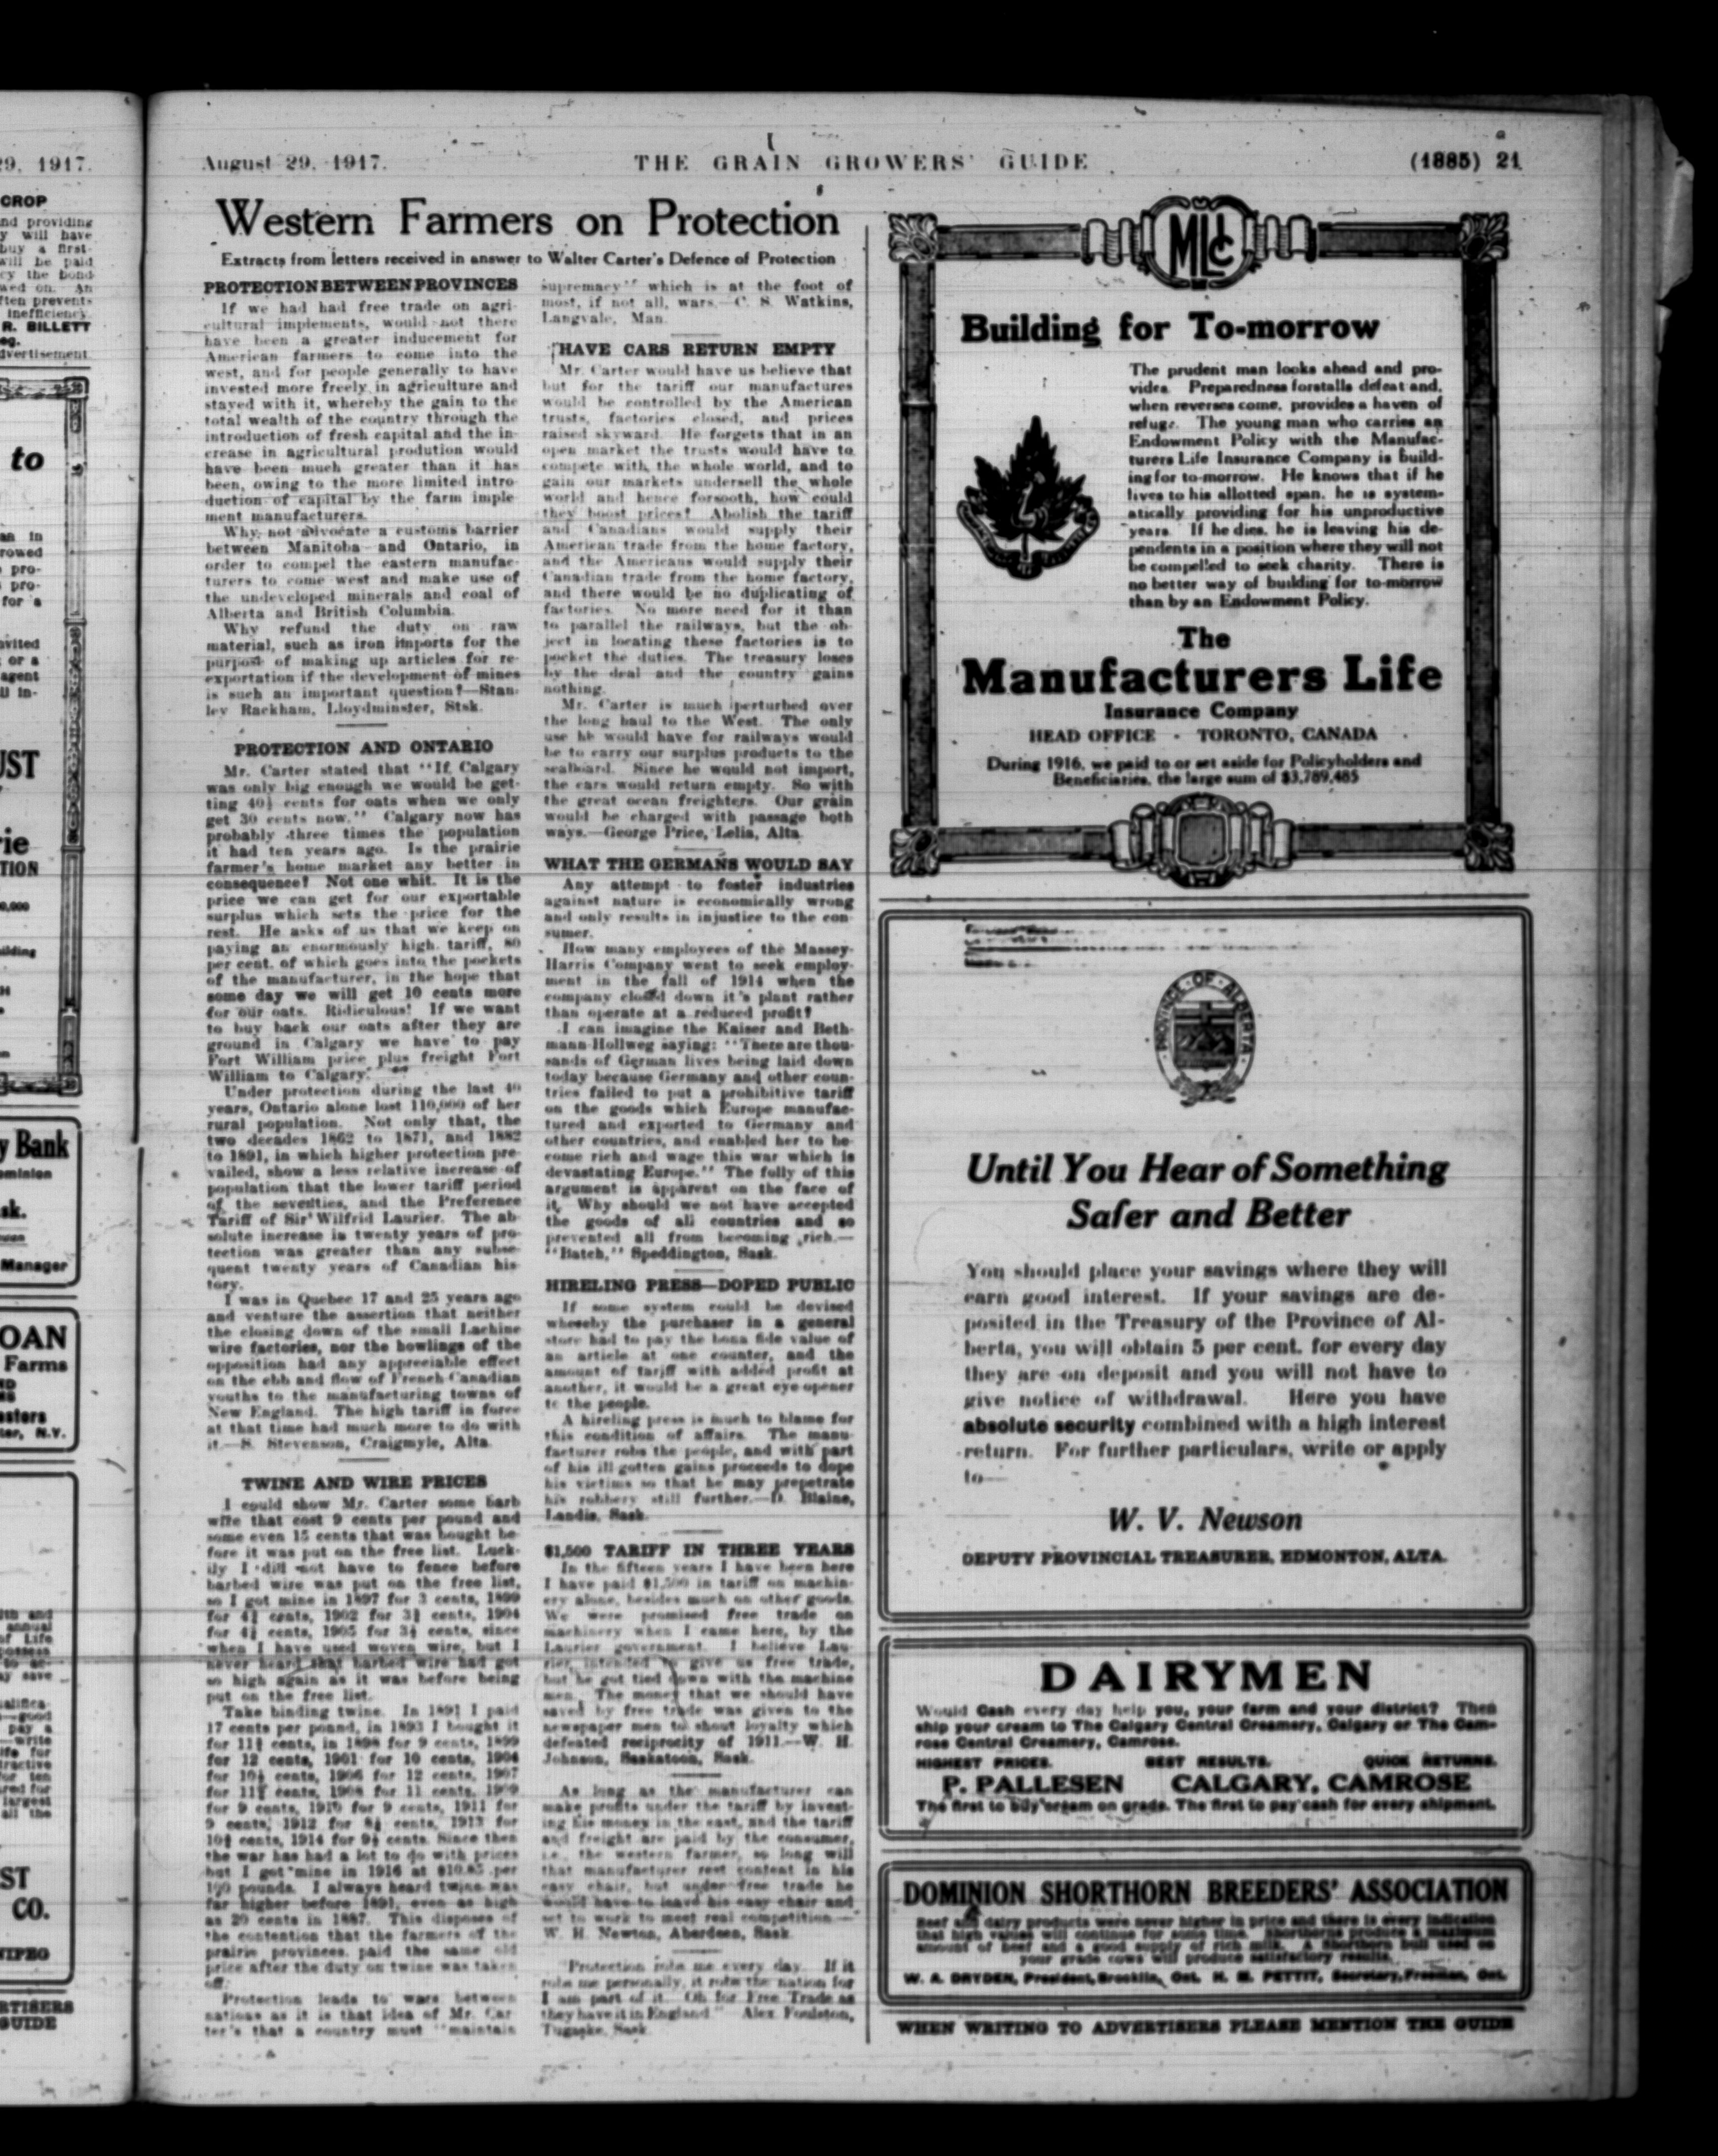 August 29, 1917.
THE GRAIN GROWERS' GUIDE
(1885) 21
Western Farmers on Protection
Extracts from letters received in answer to Walter Carter's Defence of Protection
PROTECTION BETWEEN PROVINCES
If we had had free trade on agri-
cultural implements, would not there
have been a greater inducement for
American farmers to come into the
west, and for people generally to have
invested more freely in agriculture and
stayed with it, whereby the gain to the
total wealth of the country through the
introduction of fresh capital and the in-
crease in agricultural prodution would
have been much greater than it has
been, owing to the more limited intro-
duction of capital by the farm imple-
ment manufacturers.
Why not advocate a customs barrier
between Manitoba and Ontario, in
order to compel the eastern manufac-
turers to come west and make use of
the undeveloped minerals and coal of
Alberta and British Columbia.
Why refund the duty on raw
material, such as iron imports for the
purpose of making up articles for re-
exportation if the development of mines
is such an important question?—Stan-
ley Rackham, Lloydminster, Stsk.
PROTECTION AND ONTARIO
Mr. Carter stated that "If Calgary
was only big enough we would be get-
ting 40½ cents for oats when we only
get 30 cents now." Calgary now has
probably three times the population
it had ten years ago. Is the prairie
farmer's home market any better in
consequence? Not one whit. It is the
price we can get for our exportable
surplus which sets the price for the
rest. He asks of us that we keep on
paying an enormously high tariff, 80
per cent. of which goes into the pockets
of the manufacturer, in the hope that
some day we will get 10 cents more
for our oats. Ridiculous! If we want
to buy back our oats after they are
ground in Calgary we have to pay
Fort William price plus freight Fort
William to Calgary.
Under protection during the last 40
years, Ontario alone lost 110,000 of her
rural population. Not only that, the
two decades 1862 to 1871, and 1882
to 1891, in which higher protection pre-
vailed, show a less relative increase of
population that the lower tariff period
of the seventies, and the Preference
Tariff of Sir Wilfrid Laurier. The ab-
solute increase in twenty years of pro-
tection was greater than any subse-
quent twenty years of Canadian his-
tory.
I was in Quebec 17 and 25 years ago
and venture the assertion that neither
the closing down of the small Lachine
wire factories, nor the howlings of the
opposition had any appreciable effect
on the ebb and flow of French-Canadian
youths to the manufacturing towns of
New England. The high tariff in force
at that time had much more to do with
it.—S. Stevenson, Craigmyle, Alta.
TWINE AND WIRE PRICES
I could show Mr. Carter some barb
wire that cost 9 cents per pound and
some even 15 cents that was bought be-
fore it was put on the free list. Luck-
ily I did not have to fence before
barbed wire was put on the free list,
so I got mine in 1897 for 3 cents, 1899
for cents, 1902 for cents, 1904
for cents, 1905 for cents, since
when I have used woven wire, but I
never heard that barbed wire had got
so high again as it was before being
put on the free list.
Take binding twine. In 1891 I paid
17 cents per pound, in 1893 I bought it
for cents, in 1898 for 9 cents, 1899
for 12 cents, 1901 for 10 cents, 1904
for cents, 1906 for 12 cents, 1907
for cents, 1908 for 11 cents, 1909
for 9 cents, 1910 for 9 cents, 1911 for
9 cents, 1912 for cents, 1913 for
cents, 1914 for cents. Since then
the war has had a lot to do with prices
but I got mine in 1916 at $10.85 per
100 pounds. I always heard twine was
far higher before 1891, even as high
as 20 cents in 1887. This disposes of
the contention that the farmers of the
prairie provinces paid the same old
price after the duty on twine was taken
off.
Protection leads to wars between
nations as it is that idea of Mr. Car-
ter's that a country must "maintain
supremacy" which is at the foot of
most, if not all, wars.—C. S. Watkins,
Langvale, Man.
HAVE CARS RETURN EMPTY
Mr. Carter would have us believe that
but for the tariff our manufactures
would be controlled by the American
trusts, factories closed, and prices
raised skyward. He forgets that in an
open market the trusts would have to
compete with the whole world, and to
gain our markets undersell the whole
world and hence forsooth, how could
they boost prices? Abolish the tariff
and Canadians would supply their
American trade from the home factory,
and the Americans would supply their
Canadian trade from the home factory,
and there would be no duplicating of
factories. No more need for it than
to parallel the railways, but the ob-
ject in locating these factories is to
pocket the duties. The treasury loses
by the deal and the country gains
nothing.
Mr. Carter is much perturbed over
the long haul to the West. The only
use he would have for railways would
be to carry our surplus products to the
seaboard. Since he would not import,
the cars would return empty. So with
the great ocean freighters. Our grain
would be charged with passage both
ways.—George Price, Lelia, Alta.
WHAT THE GERMANS WOULD SAY
Any attempt to foster industries
against nature is economically wrong
and only results in injustice to the con-
sumer.
How many employees of the Massey-
Harris Company went to seek employ-
ment in the fall of 1914 when the
company closed down it's plant rather
than operate at a reduced profit?
I can imagine the Kaiser and Beth-
mann-Hollweg saying: "There are thou-
sands of German lives being laid down
today because Germany and other coun-
tries failed to put a prohibitive tariff
on the goods which Europe manufac-
tured and exported to Germany and
other countries, and enabled her to be-
come rich and wage this war which is
devastating Europe." The folly of this
argument is apparent on the face of
it. Why should we not have accepted
the goods of all countries and so
prevented all from becoming rich.—
"Batch," Speddington, Sask.
HIRELING PRESS—DOPED PUBLIC
If some system could be devised
whereby the purchaser in a general
store had to pay the bona fide value of
an article at one counter, and the
amount of tariff with added profit at
another, it would be a great eye-opener
to the people.
A hireling press is much to blame for
this condition of affairs. The manu-
facturer robs the people, and with part
of his ill-gotten gains proceeds to dope
his victims so that he may prepetrate
his robbery still further.—D. Blaine,
Landis, Sask.
$1,500 TARIFF IN THREE YEARS
In the fifteen years I have been here
I have paid $1,500 in tariff on machin-
ery alone, besides much on other goods.
We were promised free trade on
machinery when I came here, by the
Laurier government. I believe Lau-
rier intended to give us free trade,
but he got tied down with the machine
men. The money that we should have
saved by free trade was given to the
newspaper men to shout loyalty which
defeated reciprocity of 1911.—W. H.
Johnson, Saskatoon, Sask.
As long as the manufacturer can
make profits under the tariff by invest-
ing his money in the east, and the tariff
and freight are paid by the consumer,
i.e., the western farmer, so long will
that manufacturer rest content in his
easy chair, but under free trade he
would have to leave his easy chair and
set to work to meet real competition.—
W. H. Newton, Aberdeen, Sask.
"Protection robs me every day. If it
robs me personally, it robs the nation for
I am part of it. Oh for Free Trade as
they have it in England" Alex Foulston,
Tugaske, Sask.
MLIC
Building for To-morrow
The prudent man looks ahead and pro-
vides. Preparedness forstalls defeat and,
when reverses come, provides a haven of
refuge. The young man who carries an
Endowment Policy with the Manufac-
turers Life Insurance Company is build-
ing for to-morrow. He knows that if he
lives to his allotted span, he is system-
atically providing for his unproductive
years. If he dies, he is leaving his de-
pendents in a position where they will not
be compelled to seek charity. There is
no better way of building for to-morrow
than by an Endowment Policy.
The
Manufacturers Life
Insurance Company
HEAD OFFICE - TORONTO, CANADA
During 1916, we paid to or set aside for Policyholders and
Beneficiaries, the large sum of $3,789,485
PROVINCE OF ALBERTA
Until You Hear of Something
Safer and Better
You should place your savings where they will
earn good interest. If your savings are de-
posited in the Treasury of the Province of Al-
berta, you will obtain 5 per cent. for every day
they are on deposit and you will not have to
give notice of withdrawal. Here you have
absolute security combined with a high interest
return. For further particulars, write or apply
to—
W. V. Newson
DEPUTY PROVINCIAL TREASURER, EDMONTON, ALTA.
DAIRYMEN
Would Cash every day help you, your farm and your district? Then
ship your cream to The Calgary Central Creamery, Calgary or The Cam-
rose Central Creamery, Camrose.
HIGHEST PRICES. BEST RESULTS. QUICK RETURNS.
P. PALLESEN CALGARY, CAMROSE
The first to buy cream on grade. The first to pay cash for every shipment.
DOMINION SHORTHORN BREEDERS' ASSOCIATION
Beef and dairy products were never higher in price and there is every indication
that high values will continue for some time. Shorthorns produce a maximum
amount of beef and a good supply of rich milk. A Shorthorn bull used on
your grade cows will produce satisfactory results.
W. A. DRYDEN, President, Brooklin, Ont. H. M. PETTIT, Secretary, Freeman, Ont.
WHEN WRITING TO ADVERTISERS PLEASE MENTION THE GUIDE